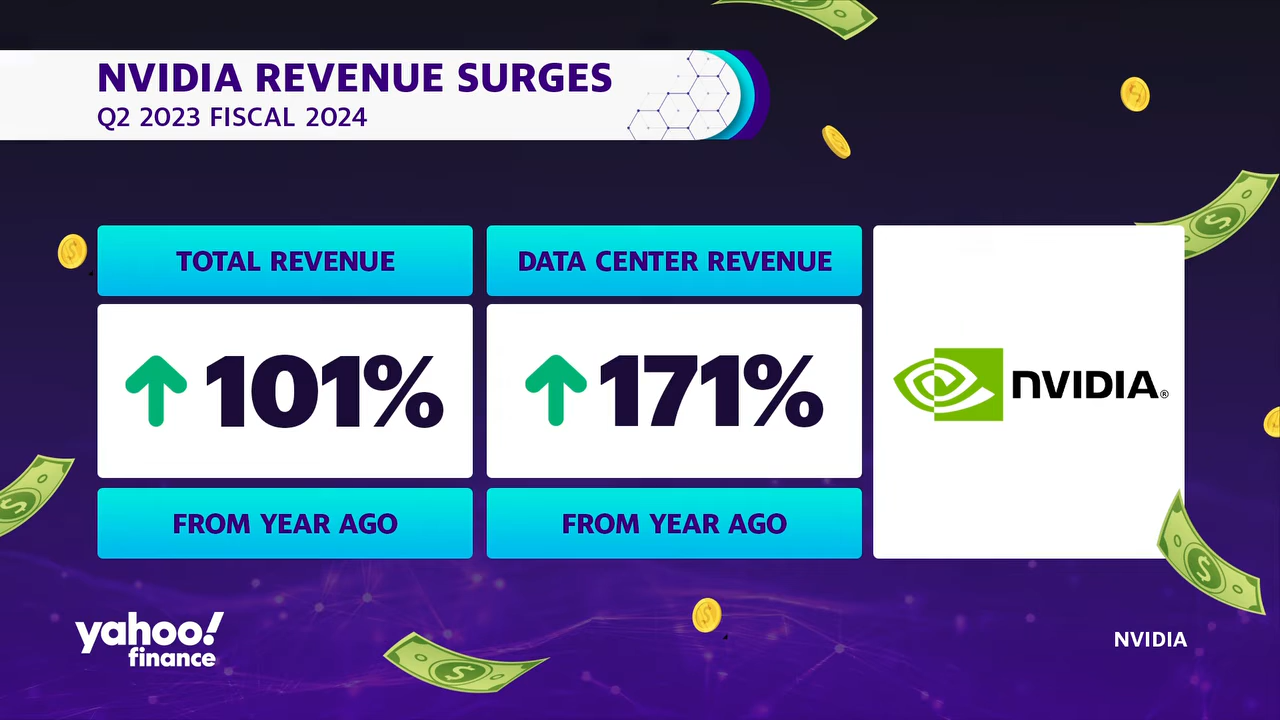 NVIDIA REVENUE SURGES
Q2 2023 FISCAL 2024
TOTAL REVENUE
101%
FROM YEAR AGO
DATA CENTER REVENUE
171%
FROM YEAR AGO
NVIDIA®
yahoo!
finance
NVIDIA